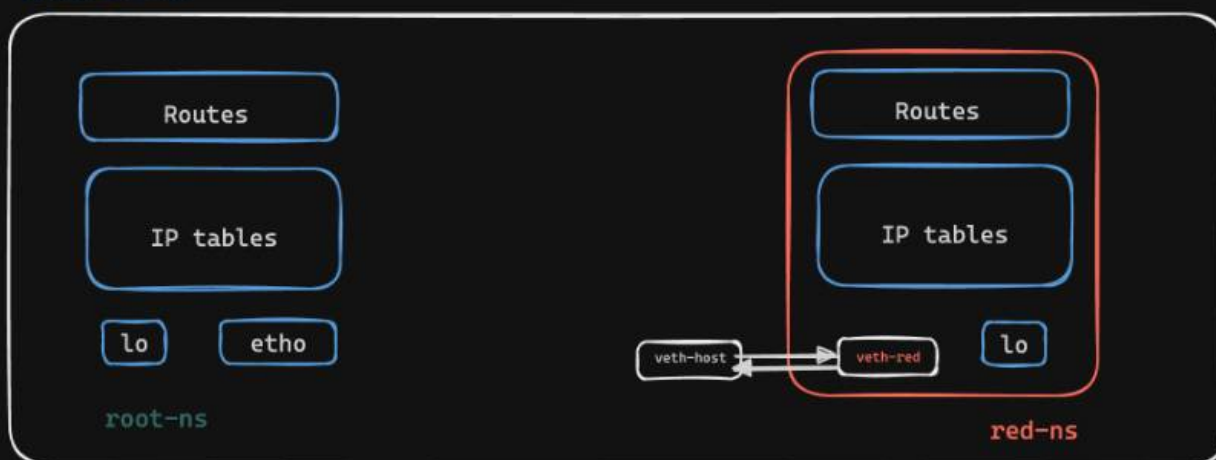 Routes
IP tables
lo
etho
root-ns
veth-host
Routes
IP tables
veth-red
lo
red-ns